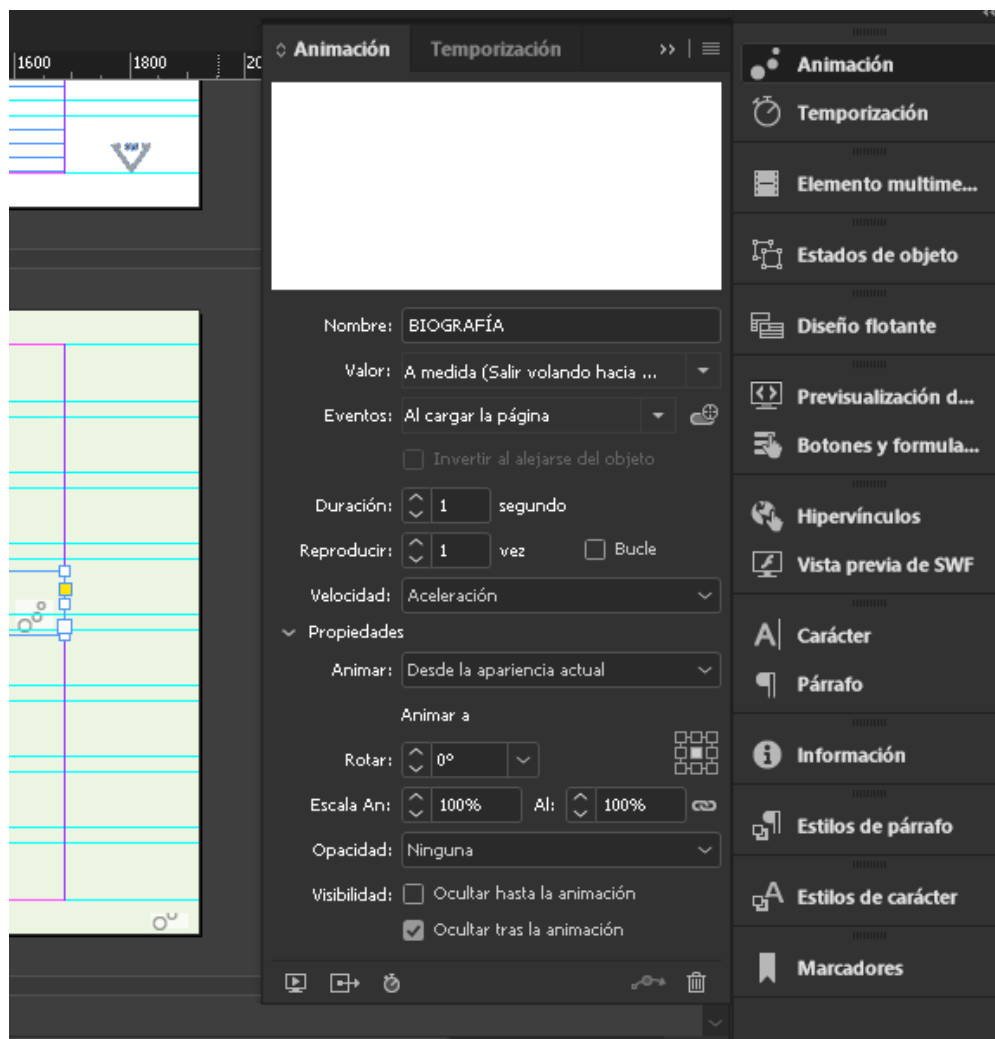 1600 1800 20
Animación Temporización
Nombre: BIOGRAFÍA
Valor: A medida (Salir volando hacia ...
Eventos: Al cargar la página
Invertir al alejarse del objeto
Duración: 1 segundo
Reproducir: 1 vez Bucle
Velocidad: Aceleración
Propiedades
Animar: Desde la apariencia actual
Animar a
Rotar: 0°
Escala An: 100% Al: 100%
Opacidad: Ninguna
Visibilidad: Ocultar hasta la animación
Ocultar tras la animación
Animación
Temporización
Elemento multime...
Estados de objeto
Diseño flotante
Previsualización d...
Botones y formula...
Hipervínculos
Vista previa de SWF
Carácter
Párrafo
Información
Estilos de párrafo
Estilos de carácter
Marcadores